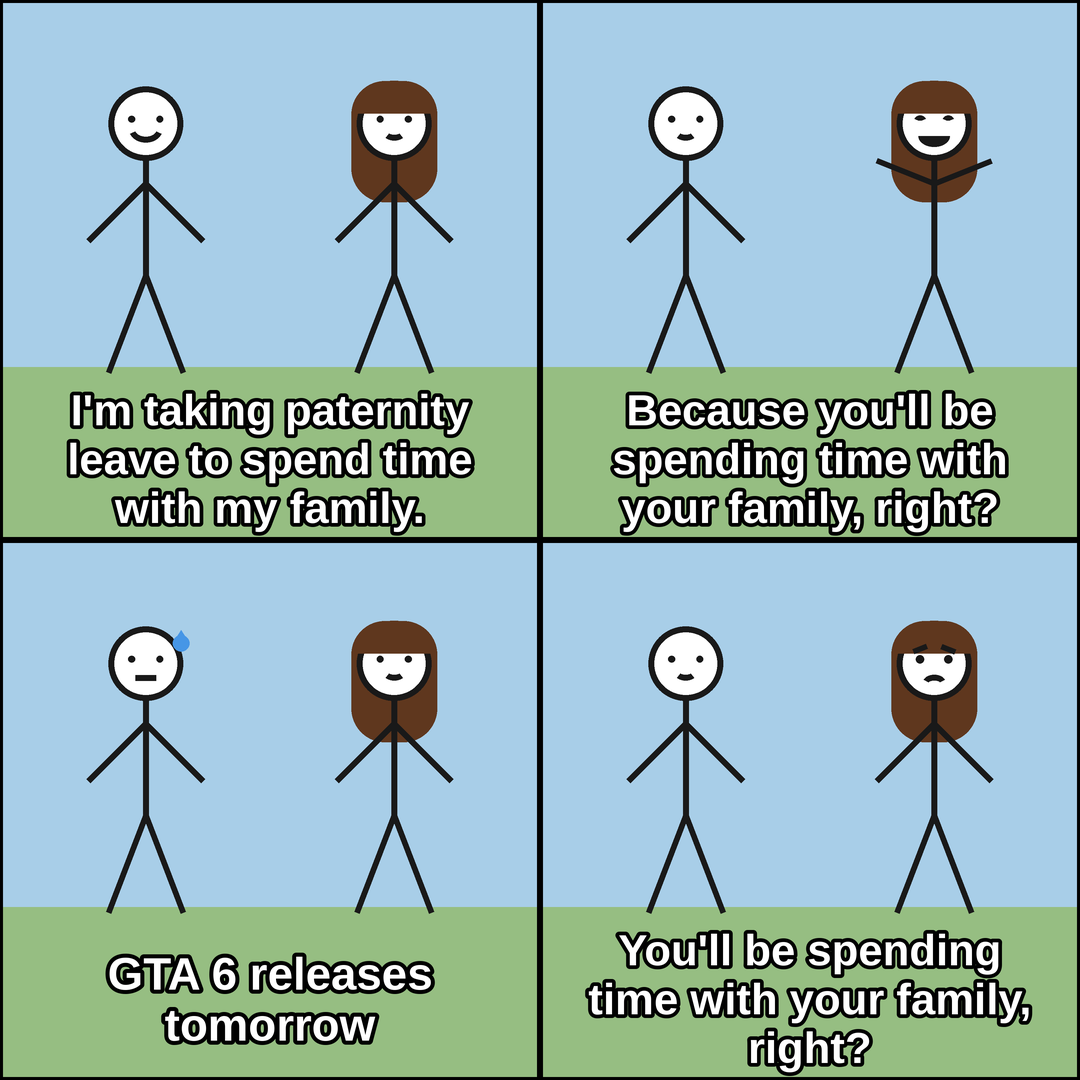 I'm taking paternity
leave to spend time
with my family.
Because you'll be
spending time with
your family, right?
GTA 6 releases
tomorrow
You'll be spending
time with your family,
right?